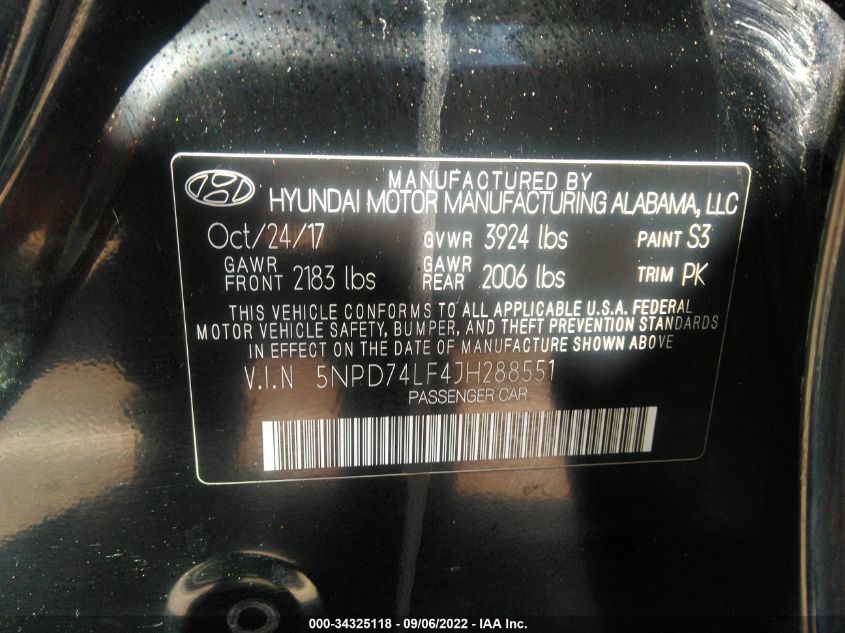 MANUFACTURED BY
HYUNDAI MOTOR MANUFACTURING ALABAMA, LLC
Oct/24/17 GVWR 3924 lbs PAINT S3
GAWR FRONT 2183 lbs GAWR REAR 2006 lbs TRIM PK
THIS VEHICLE CONFORMS TO ALL APPLICABLE U.S.A. FEDERAL
MOTOR VEHICLE SAFETY, BUMPER, AND THEFT PREVENTION STANDARDS
IN EFFECT ON THE DATE OF MANUFACTURE SHOWN ABOVE
V.I.N 5NPD74LF4JH288551
PASSENGER CAR
000-34325118 - 09/06/2022 - IAA Inc.